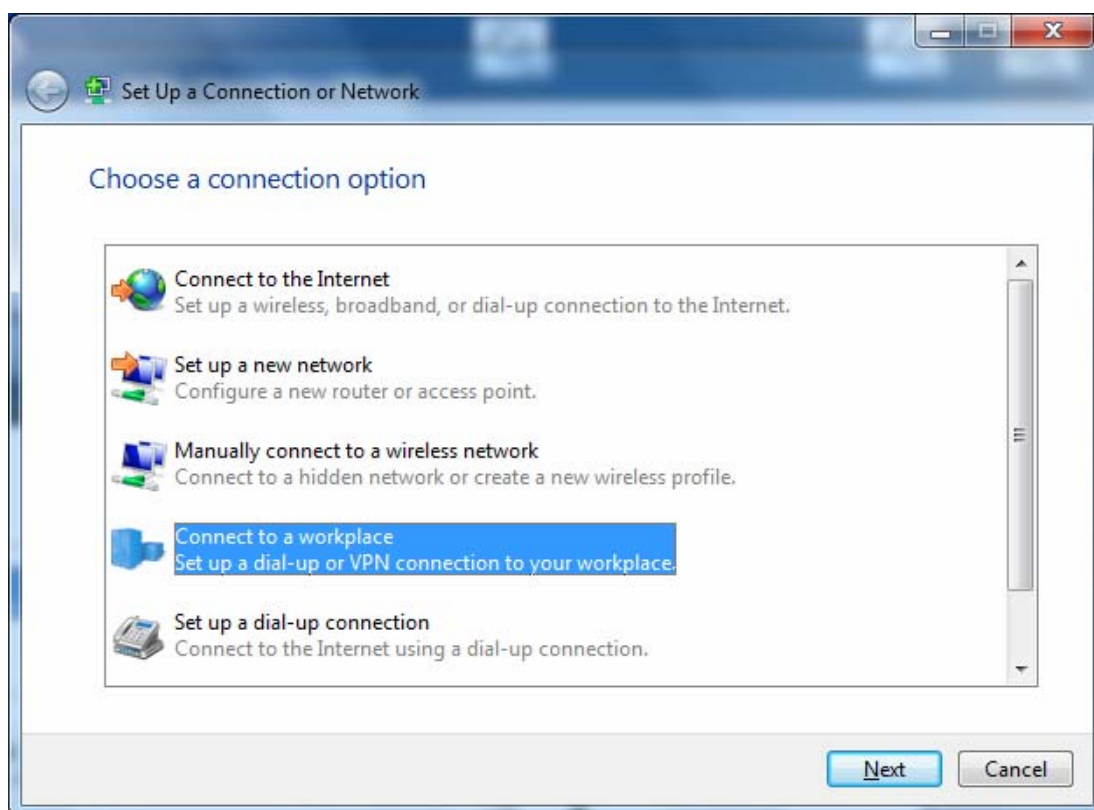 Set Up a Connection or Network
Choose a connection option
Connect to the Internet
Set up a wireless, broadband, or dial-up connection to the Internet.
Set up a new network
Configure a new router or access point.
Manually connect to a wireless network
Connect to a hidden network or create a new wireless profile.
Connect to a workplace
Set up a dial-up or VPN connection to your workplace.
Set up a dial-up connection
Connect to the Internet using a dial-up connection.
Next
Cancel